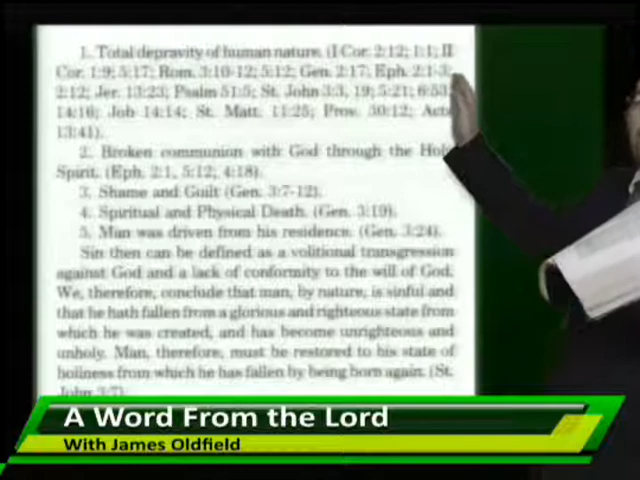 1. Total depravity of human nature. (I Cor. 2:12; 1:1; II
Cor. 1:9; 5:17; Rom. 3:10-12; 5:12; Gen. 2:17; Eph. 2:1-3;
2:12; Jer. 13:23; Psalm 51:5; St. John 3:3, 19; 5:21; 6:53;
14:16; Job 14:14; St. Matt. 11:25; Prov. 30:12; Acts
13:41).
2. Broken communion with God through the Holy
Spirit. (Eph. 2:1, 5:12; 4:18).
3. Shame and Guilt (Gen. 3:7-12).
4. Spiritual and Physical Death. (Gen. 3:19).
5. Man was driven from his residence. (Gen. 3:24).
Sin then can be defined as a volitional transgression
against God and a lack of conformity to the will of God.
We, therefore, conclude that man, by nature, is sinful and
that he hath fallen from a glorious and righteous state from
which he was created, and has become unrighteous and
unholy. Man, therefore, must be restored to his state of
holiness from which he has fallen by being born again. (St.
John 3:7).
A Word From the Lord
With James Oldfield